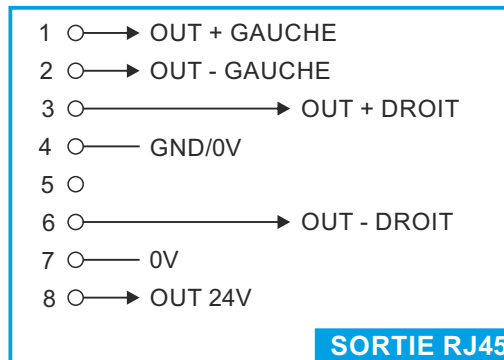 1 OUT + GAUCHE
2 OUT - GAUCHE
3 OUT + DROIT
4 GND/0V
5
6 OUT - DROIT
7 0V
8 OUT 24V
SORTIE RJ45